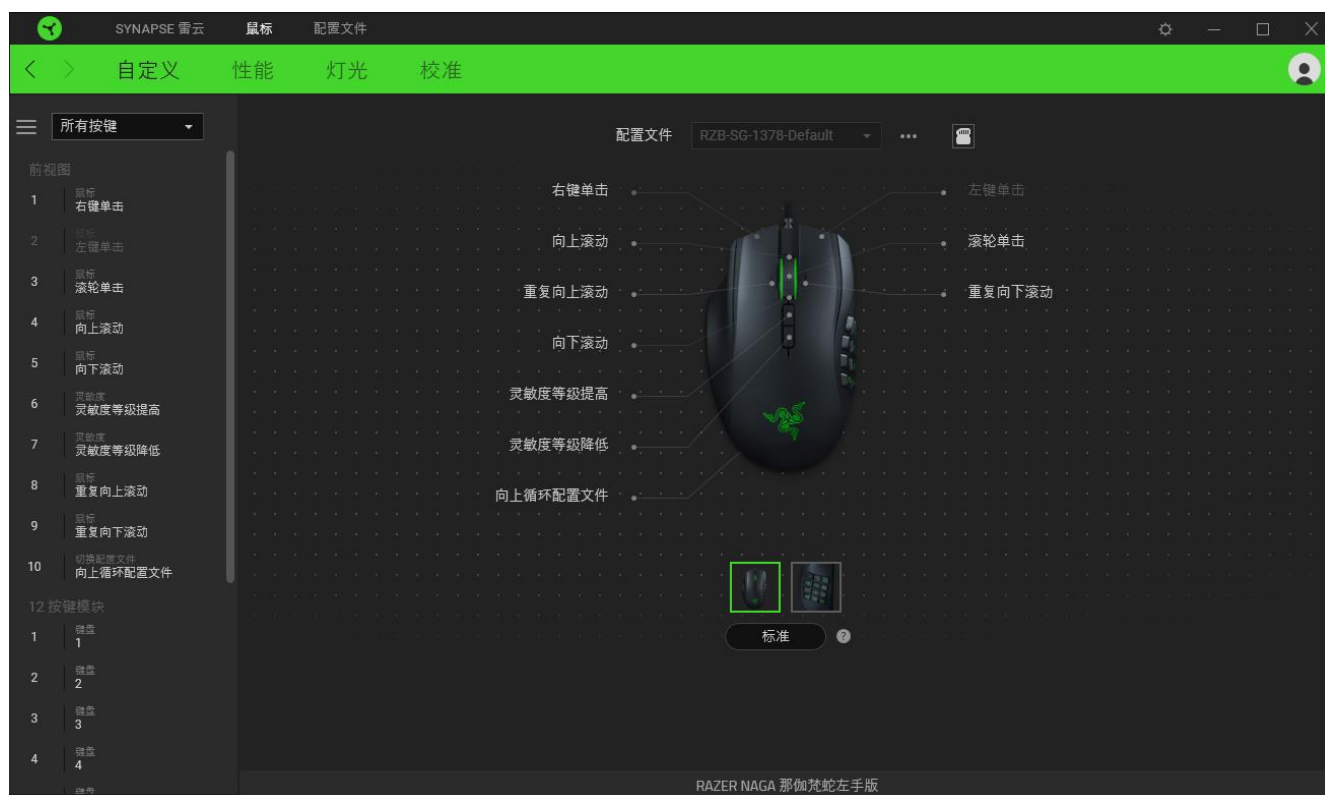 SYNAPSE 雷云 鼠标 配置文件
自定义 性能 灯光 校准
所有按键
前视图
1 鼠标
右键单击
2 鼠标
左键单击
3 鼠标
滚轮单击
4 鼠标
向上滚动
5 鼠标
向下滚动
6 灵敏度
灵敏度等级提高
7 灵敏度
灵敏度等级降低
8 鼠标
重复向上滚动
9 鼠标
重复向下滚动
10 切换配置文件
向上循环配置文件
12 按键模块
1 键盘
1
2 键盘
2
3 键盘
3
4 键盘
4
键盘
配置文件 RZB-SG-1378-Default
右键单击 左键单击
向上滚动 滚轮单击
重复向上滚动 重复向下滚动
向下滚动
灵敏度等级提高
灵敏度等级降低
向上循环配置文件
标准 ?
RAZER NAGA 那伽梵蛇左手版